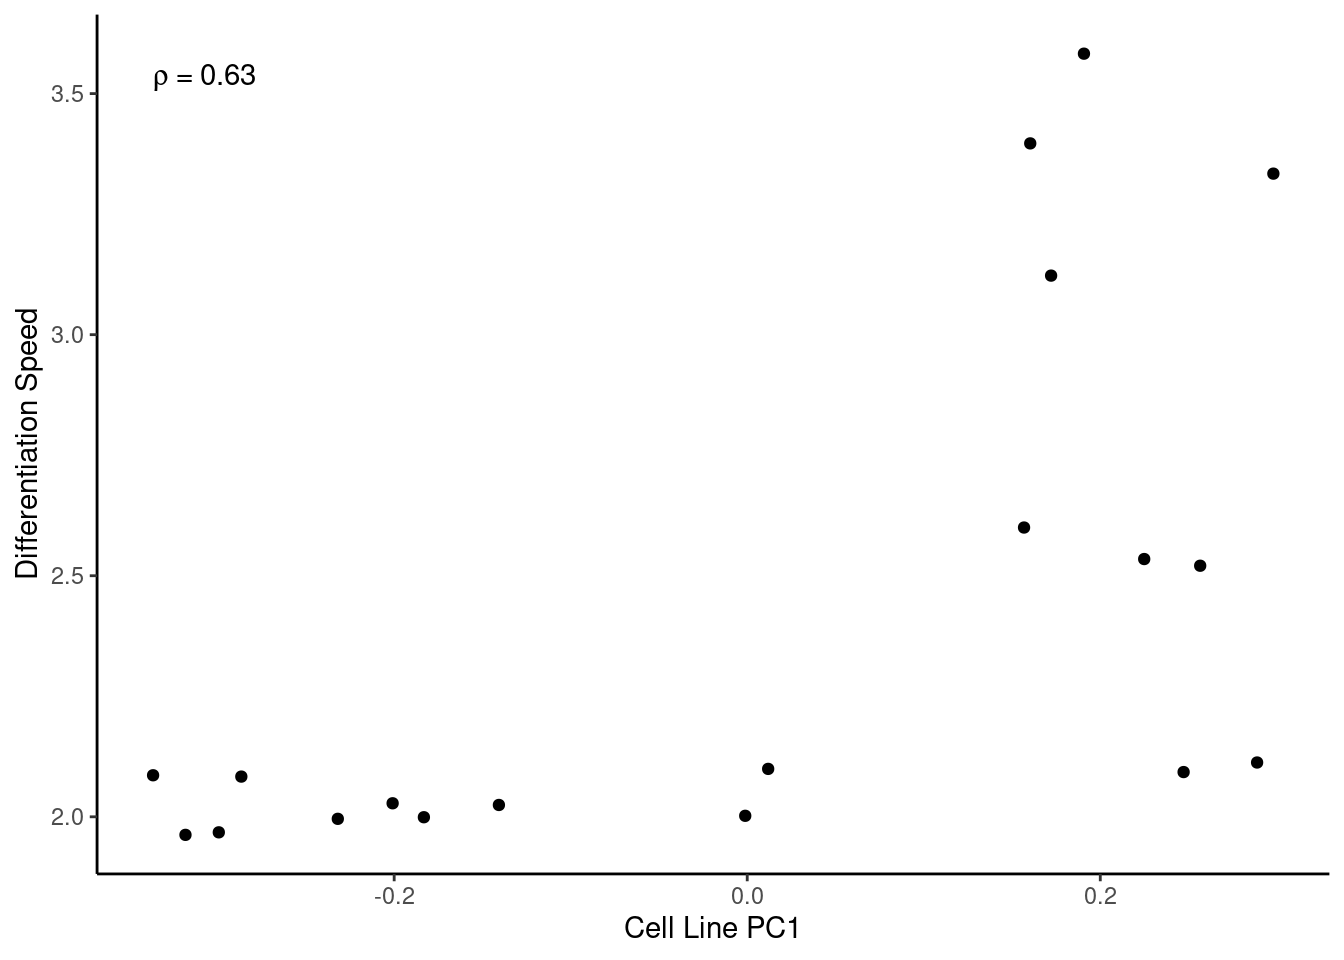 ρ = 0.63
3.5
3.0
2.5
2.0
Differentiation Speed
-0.2 0.0 0.2
Cell Line PC1